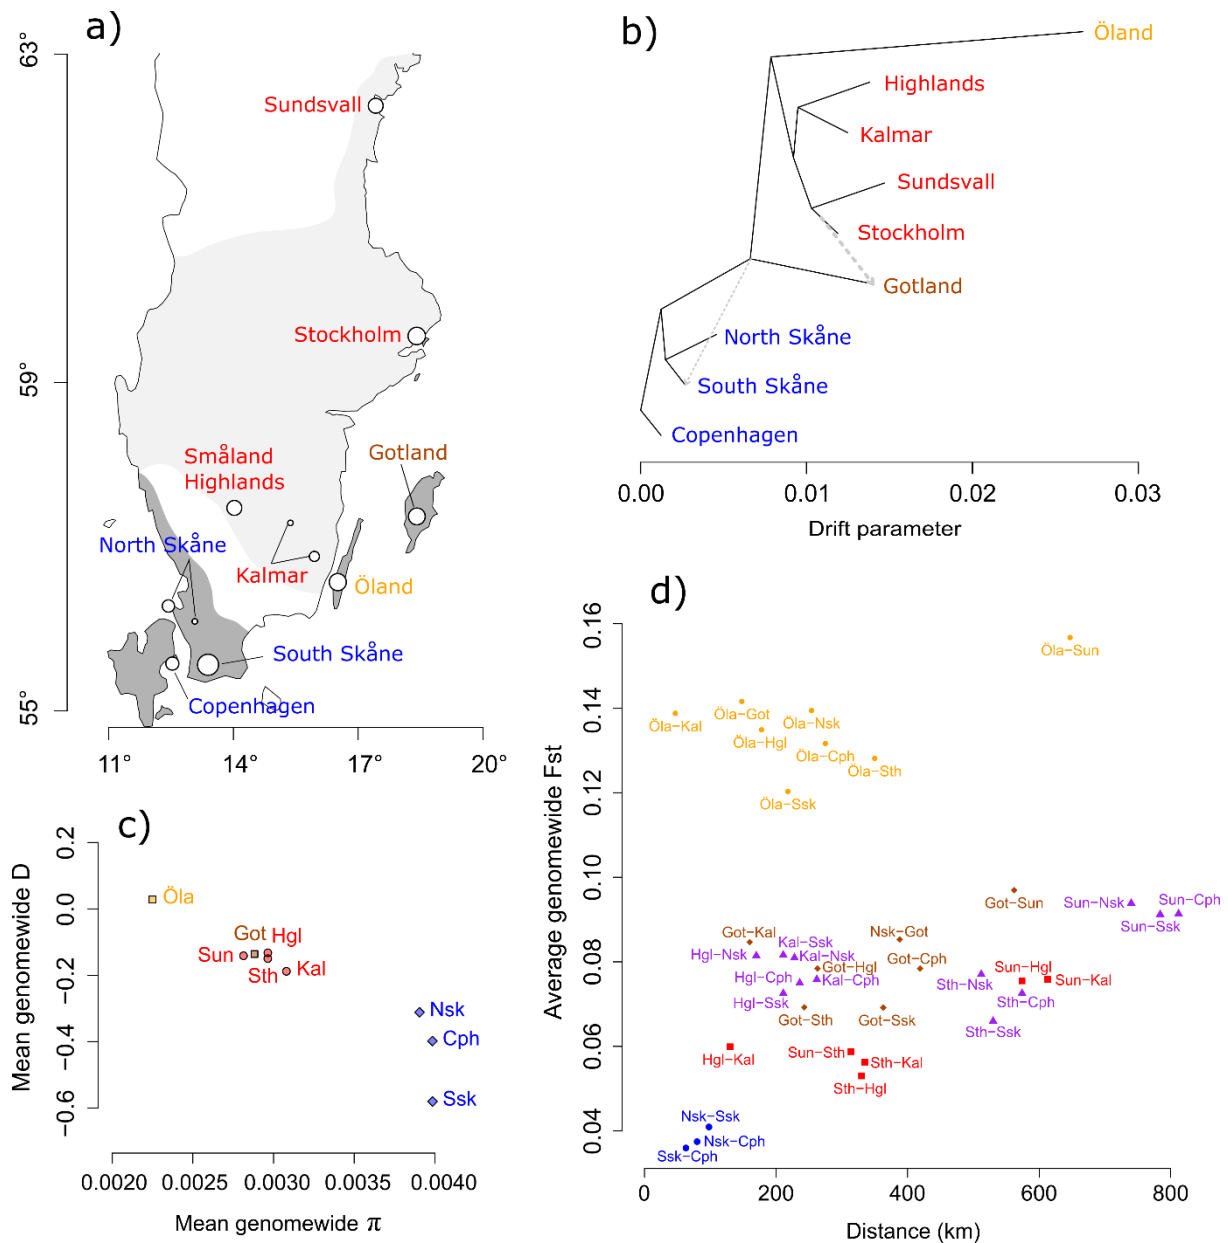 a)
63°
59°
55°
11°
14°
17°
20°
Sundsvall
Stockholm
Småland
Highlands
Gotland
North Skåne
Kalmar
Öland
South Skåne
Copenhagen
b)
Öland
Highlands
Kalmar
Sundsvall
Stockholm
Gotland
North Skåne
South Skåne
Copenhagen
0.00
0.01
0.02
0.03
Drift parameter
c)
Mean genomewide D
0.2
0.0
−0.2
−0.4
−0.6
Öla
Got
Hgl
Sun
Sth
Kal
Nsk
Cph
Ssk
0.0020
0.0025
0.0030
0.0035
0.0040
Mean genomewide π
d)
Average genomewide Fst
0.16
0.14
0.12
0.10
0.08
0.06
0.04
Öla−Sun
Öla−Kal
Öla−Got
Öla−Nsk
Öla−Hgl
Öla−Cph
Öla−Sth
Öla−Ssk
Got−Sun
Sun−Nsk
Sun−Cph
Sun−Ssk
Got−Kal
Kal−Ssk
Nsk−Got
Hgl−Nsk
Kal−Nsk
Got−Hgl
Got−Cph
Hgl−Cph
Kal−Cph
Sth−Nsk
Sun−Hgl
Sun−Kal
Hgl−Ssk
Sth−Cph
Got−Sth
Got−Ssk
Sth−Ssk
Hgl−Kal
Sun−Sth
Sth−Kal
Sth−Hgl
Nsk−Ssk
Nsk−Cph
Ssk−Cph
0
200
400
600
800
Distance (km)